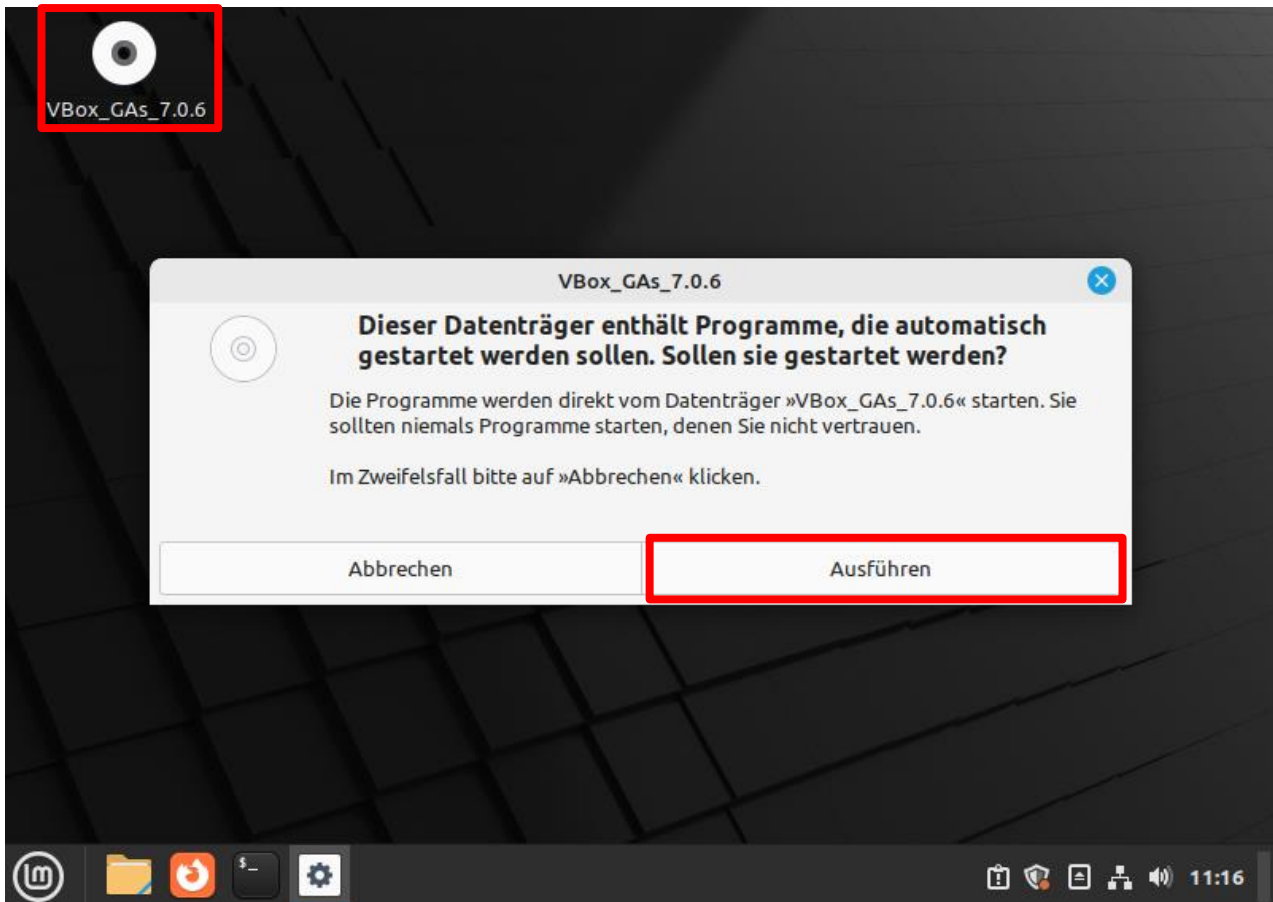 VBox_GAs_7.0.6
VBox_GAs_7.0.6
Dieser Datenträger enthält Programme, die automatisch
gestartet werden sollen. Sollen sie gestartet werden?
Die Programme werden direkt vom Datenträger »VBox_GAs_7.0.6« starten. Sie
sollten niemals Programme starten, denen Sie nicht vertrauen.
Im Zweifelsfall bitte auf »Abbrechen« klicken.
Abbrechen
Ausführen
$_
11:16